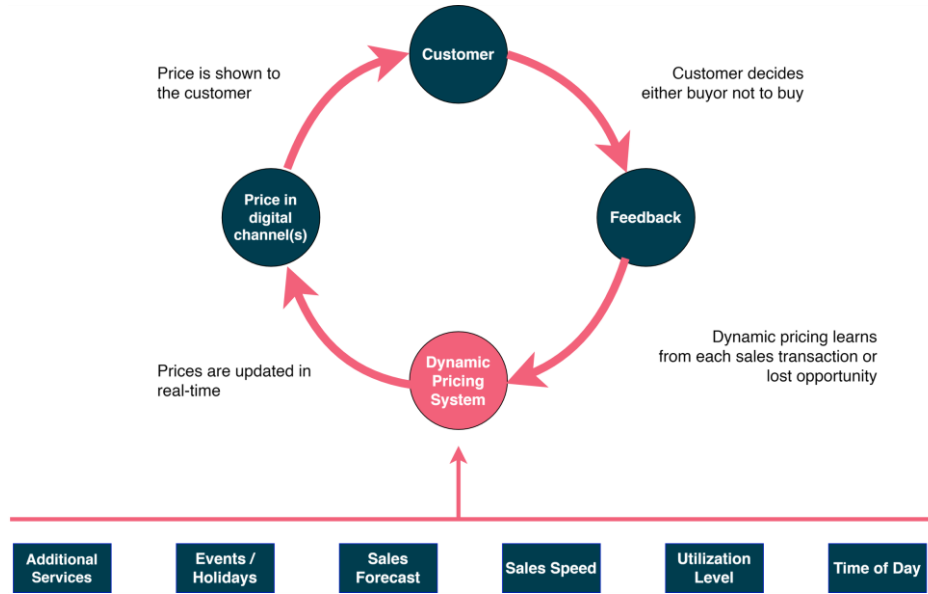 Customer
Price is shown to
the customer
Customer decides
either buyor not to buy
Price in
digital
channel(s)
Feedback
Dynamic
Pricing
System
Prices are updated in
real-time
Dynamic pricing learns
from each sales transaction or
lost opportunity
Additional
Services
Events /
Holidays
Sales
Forecast
Sales Speed
Utilization
Level
Time of Day